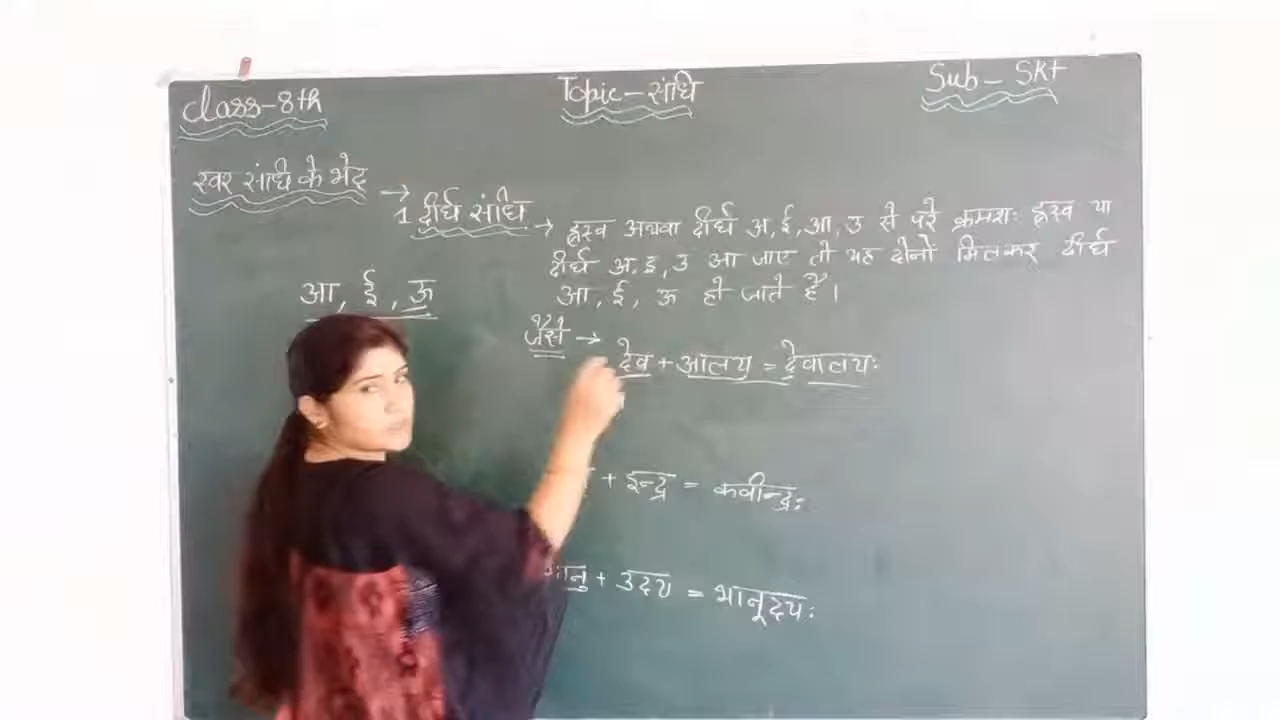 Class-8th
Topic - संधि
Sub - Skt
स्वर संधि के भेद →
1 दीर्घ संधि → ह्रस्व अथवा दीर्घ अ, ई, आ, उ से परे क्रमशः ह्रस्व या
दीर्घ अ, इ, उ आ जाए तो यह दोनों मिलकर दीर्घ
आ, ई, ऊ हो जाते हैं।
आ, ई, ऊ
जैसे → देव + आलय = देवालयः
+ इन्द्र = कवीन्द्रः
भानु + उदय = भानूदयः